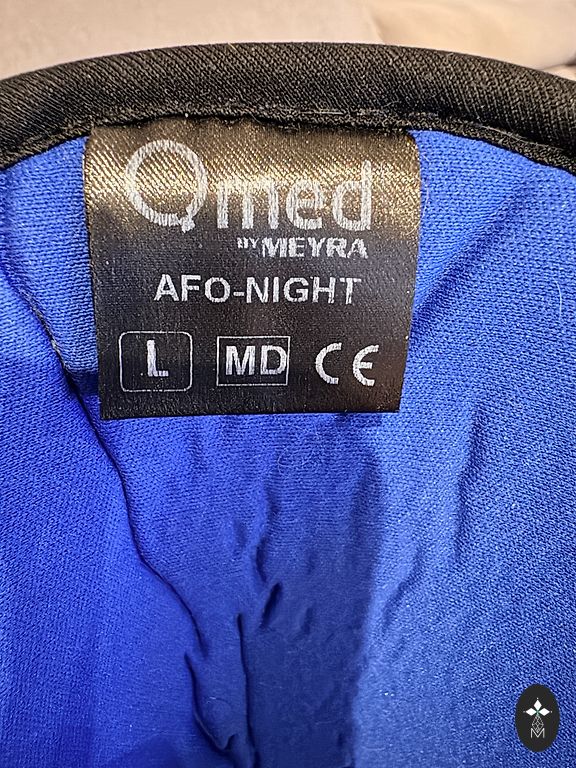 Qmed
BY MEYRA
AFO-NIGHT
L MD CE
M